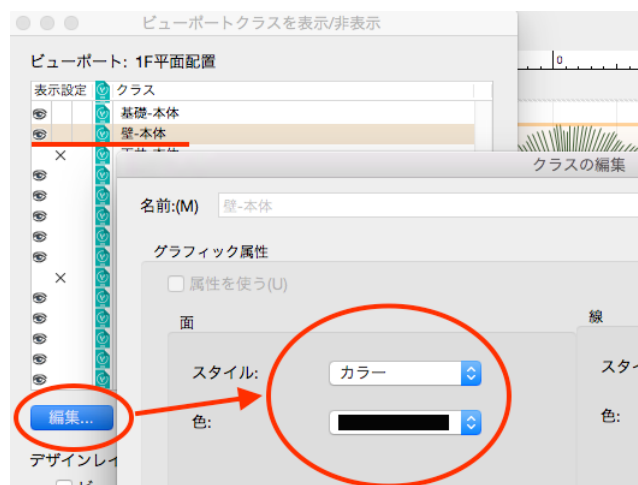 ビューポートクラスを表示/非表示
ビューポート: 1F平面配置
表示設定 クラス
基礎-本体
壁-本体
0
クラスの編集
名前:(M) 壁-本体
グラフィック属性
属性を使う(U)
面
線
スタイル: カラー
スタイ
色:
色:
編集...
デザインレイ